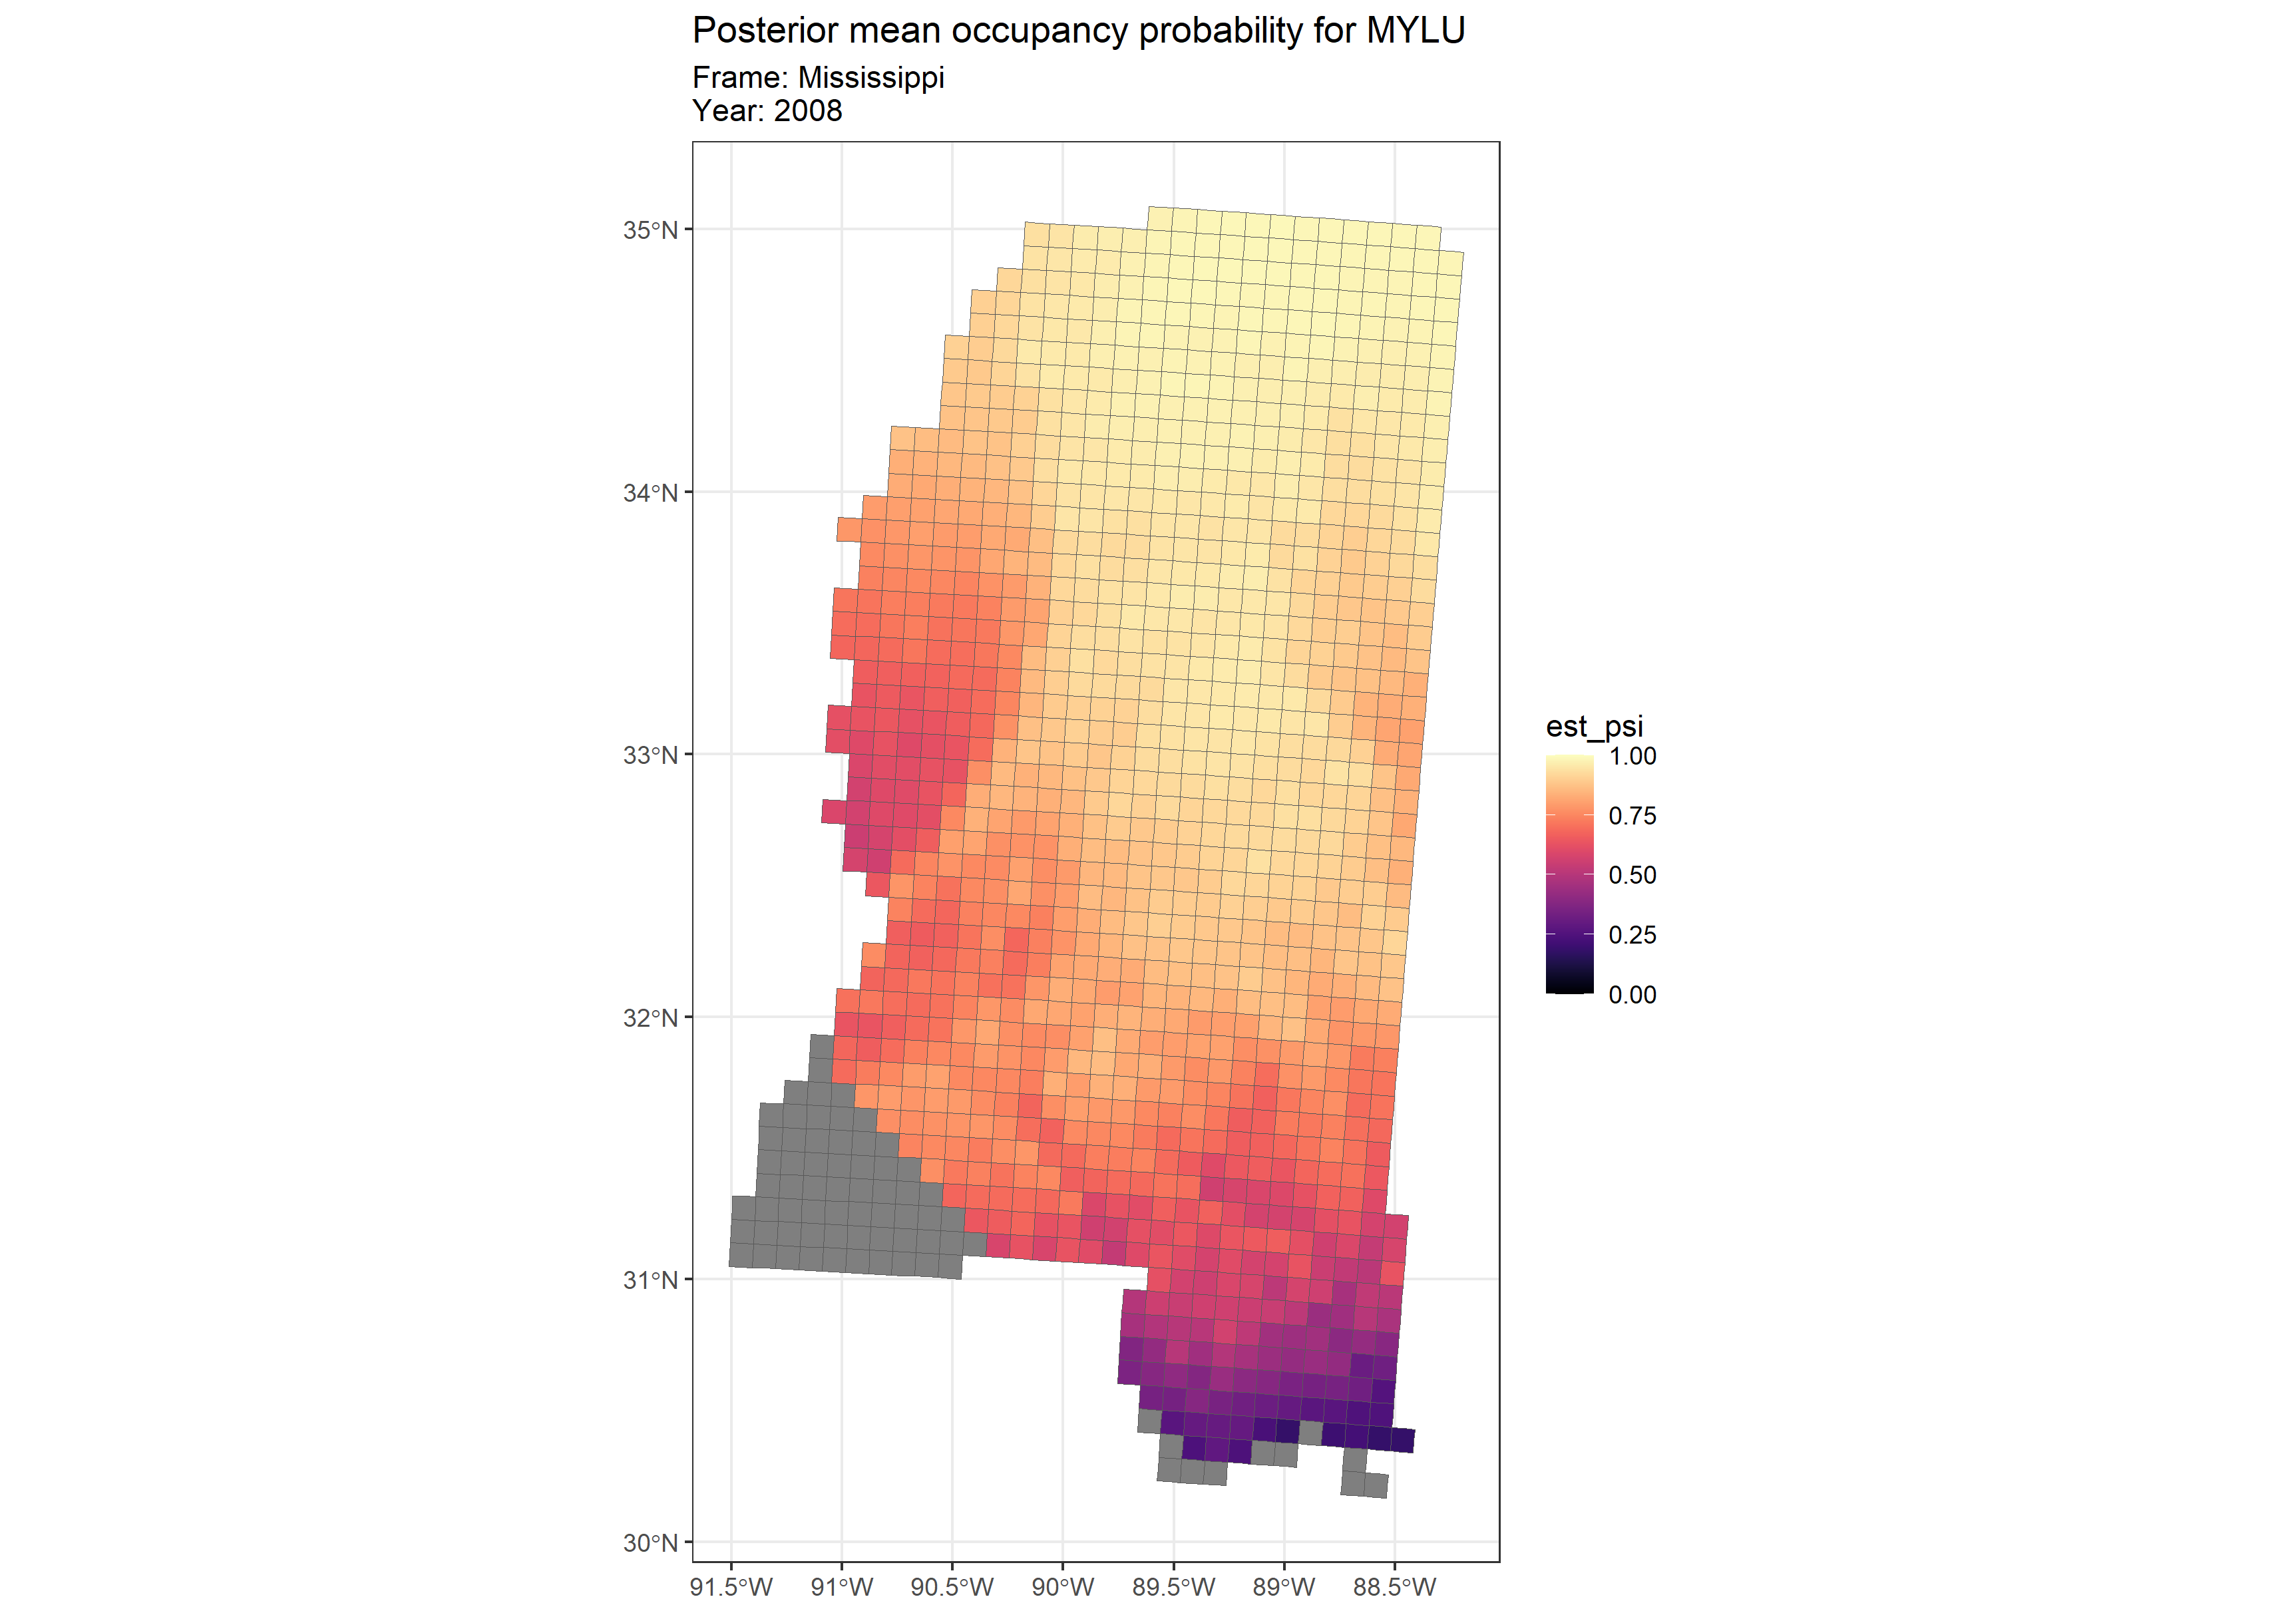 Posterior mean occupancy probability for MYLU
Frame: Mississippi
Year: 2008
35°N
34°N
33°N
32°N
31°N
30°N
91.5°W 91°W 90.5°W 90°W 89.5°W 89°W 88.5°W
est_psi
1.00
0.75
0.50
0.25
0.00